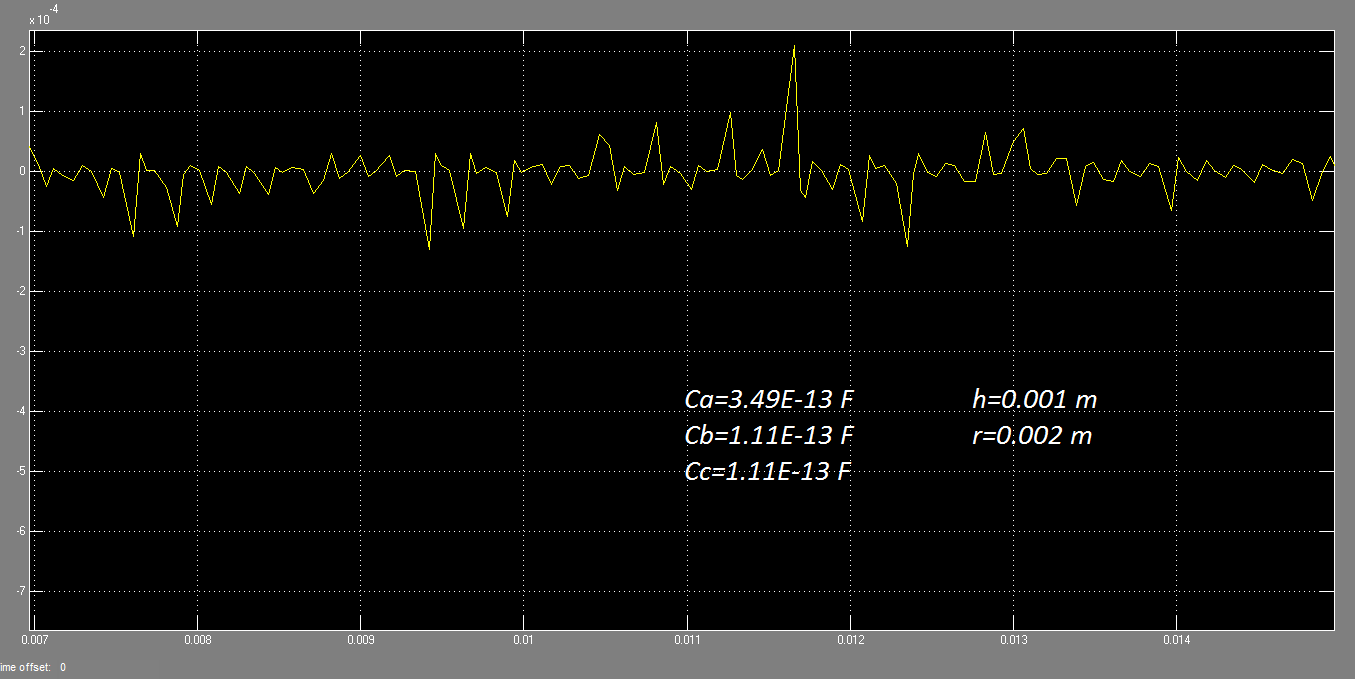 x10
-4
2
1
0
-1
-2
-3
-4
-5
-6
-7
Ca=3.49E-13 F
h=0.001 m
Cb=1.11E-13 F
r=0.002 m
Cc=1.11E-13 F
0.007 0.008 0.009 0.01 0.011 0.012 0.013 0.014
ime offset: 0